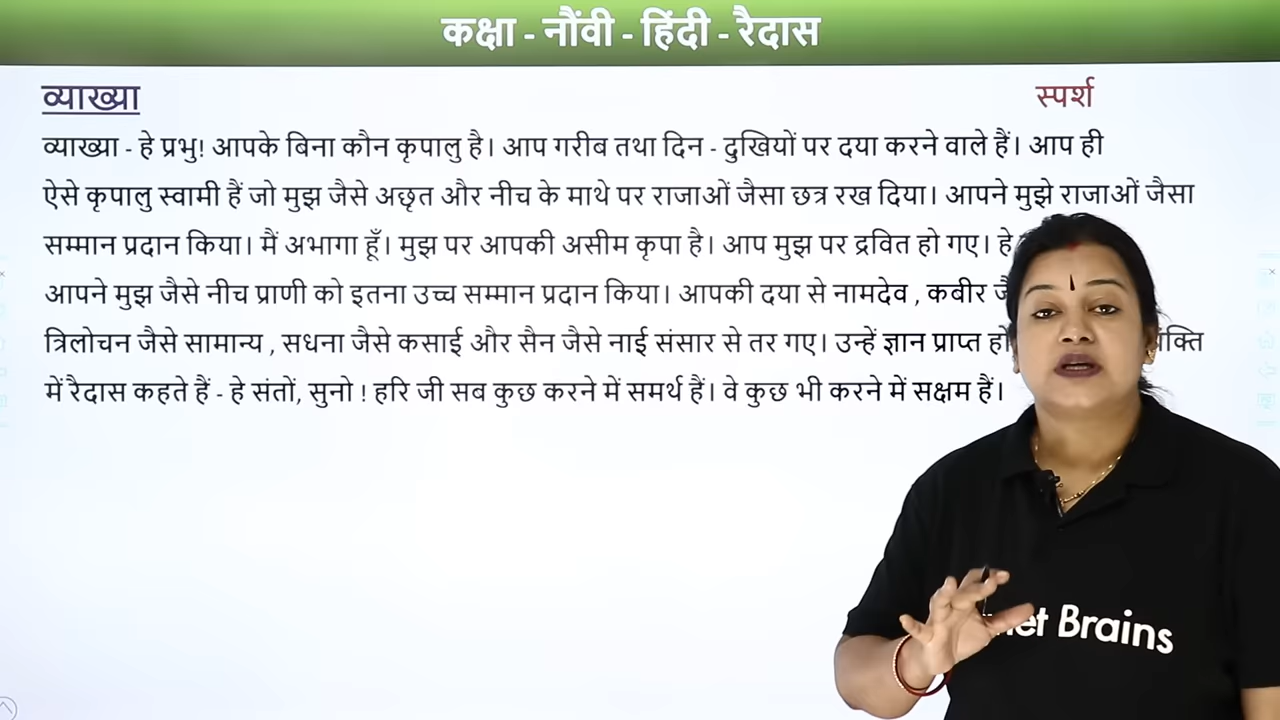 कक्षा - नौंवी - हिंदी - रैदास
व्याख्या
स्पर्श
व्याख्या - हे प्रभु! आपके बिना कौन कृपालु है। आप गरीब तथा दिन - दुखियों पर दया करने वाले हैं। आप ही
ऐसे कृपालु स्वामी हैं जो मुझ जैसे अछूत और नीच के माथे पर राजाओं जैसा छत्र रख दिया। आपने मुझे राजाओं जैसा
सम्मान प्रदान किया। मैं अभागा हूँ। मुझ पर आपकी असीम कृपा है। आप मुझ पर द्रवित हो गए। हे
आपने मुझ जैसे नीच प्राणी को इतना उच्च सम्मान प्रदान किया। आपकी दया से नामदेव , कबीर
त्रिलोचन जैसे सामान्य , सधना जैसे कसाई और सैन जैसे नाई संसार से तर गए। उन्हें ज्ञान प्राप्त हो
में रैदास कहते हैं - हे संतों, सुनो ! हरि जी सब कुछ करने में समर्थ हैं। वे कुछ भी करने में सक्षम हैं।
Brains